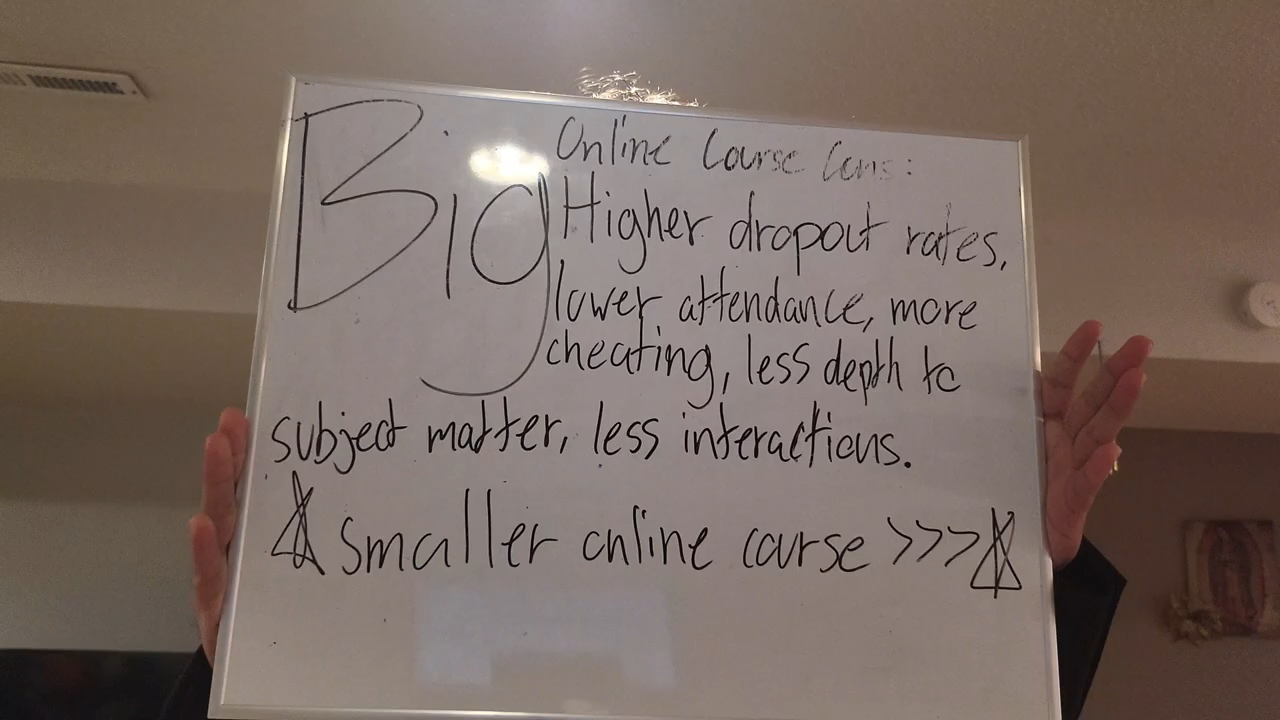 Big Online Course Cons:
Higher dropout rates,
lower attendance, more
cheating, less depth to
subject matter, less interactions.
smaller online course >>>